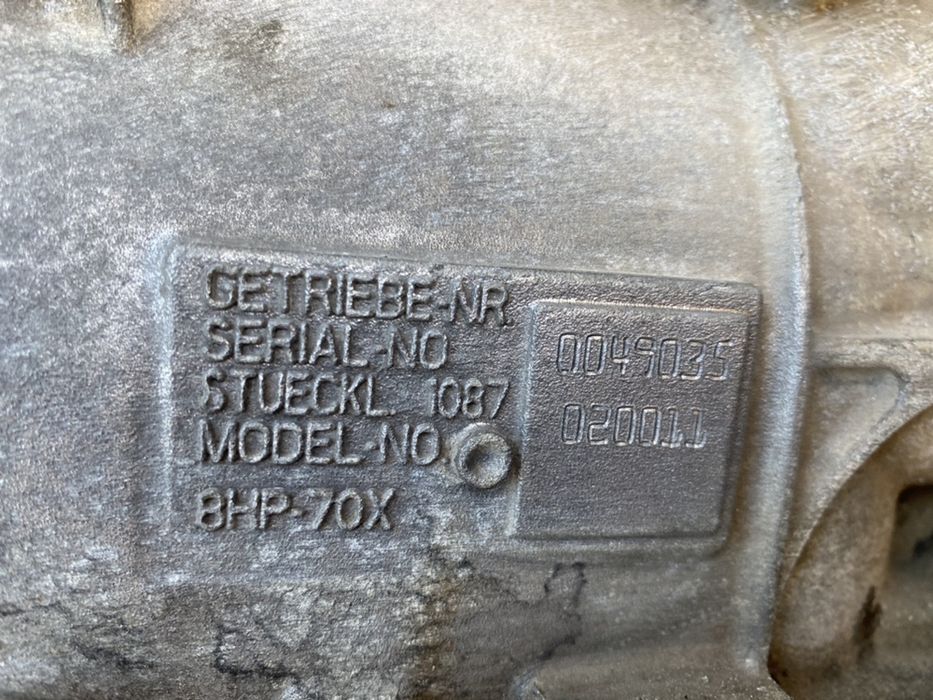 GETRIEBE-NR.
SERIAL-NO
STUECKL. 1087
MODEL-NO
8HP-70X
0049035
020011